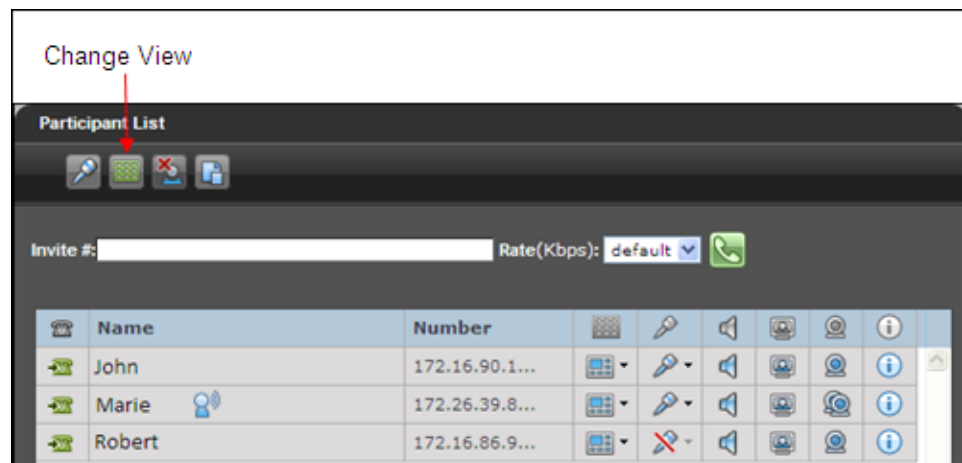 Change View
Participant List
Invite #: Rate(Kbps): default
Name Number
John 172.16.90.1...
Marie 172.26.39.8...
Robert 172.16.86.9...